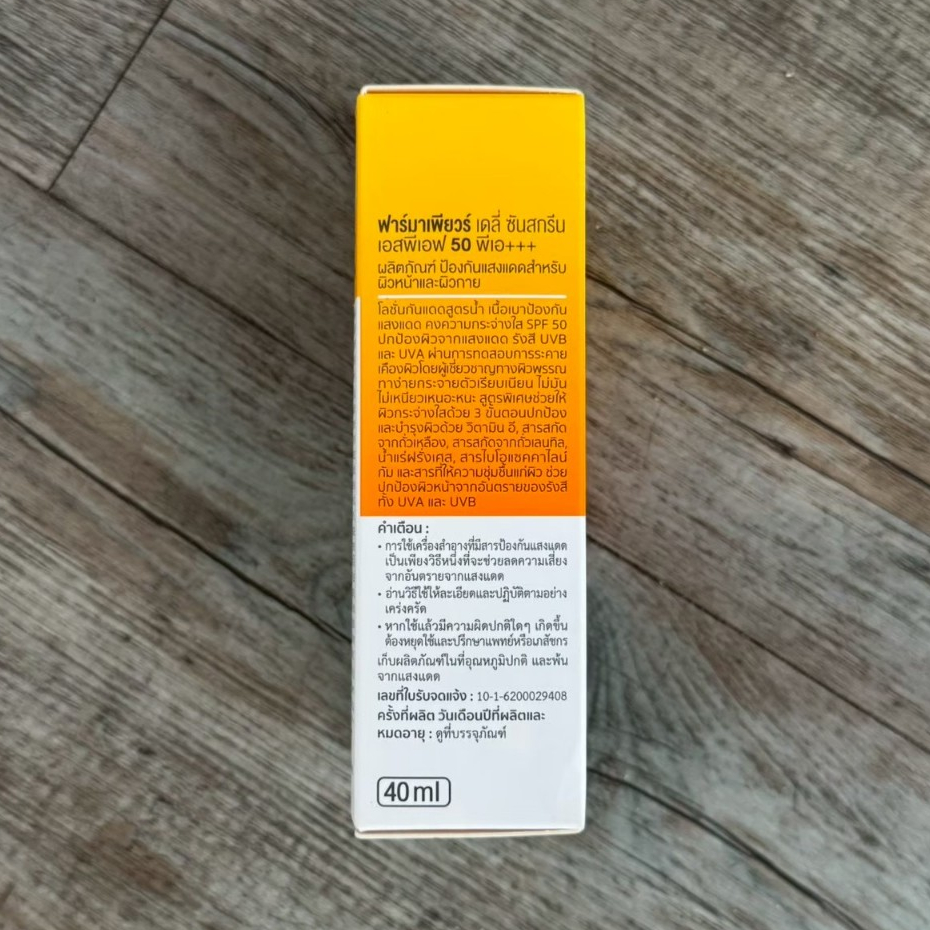 ฟาร์มาเพียวร์ เดลี่ ซันสกรีน
เอสพีเอฟ 50 พีเอ+++
ผลิตภัณฑ์ ป้องกันแสงแดดสำหรับ
ผิวหน้าและผิวกาย
โลชั่นกันแดดสูตรน้ำ เนื้อเบาป้องกัน
แสงแดด คงความกระจ่างใส SPF 50
ปกป้องผิวจากแสงแดด รังสี UVB
และ UVA ผ่านการทดสอบการระคาย
เคืองผิวโดยผู้เชี่ยวชาญทางผิวพรรณ
ทาง่ายกระจายตัวเรียบเนียน ไม่มัน
ไม่เหนียวเหนอะหนะ สูตรพิเศษช่วยให้
ผิวกระจ่างใสด้วย 3 ขั้นตอนปกป้อง
และบำรุงผิวด้วย วิตามิน อี, สารสกัด
จากถั่วเหลือง, สารสกัดจากถั่วเลนทิล,
น้ำแร่ฝรั่งเศส, สารไบโอแซคคาไลน์
กัม และสารที่ให้ความชุ่มชื้นแก่ผิว ช่วย
ปกป้องผิวหน้าจากอันตรายของรังสี
ทั้ง UVA และ UVB
คำเตือน :
• การใช้เครื่องสำอางที่มีสารป้องกันแสงแดด
เป็นเพียงวิธีหนึ่งที่จะช่วยลดความเสี่ยง
จากอันตรายจากแสงแดด
• อ่านวิธีใช้ให้ละเอียดและปฏิบัติตามอย่าง
เคร่งครัด
• หากใช้แล้วมีความผิดปกติใดๆ เกิดขึ้น
ต้องหยุดใช้และปรึกษาแพทย์หรือเภสัชกร
เก็บผลิตภัณฑ์ในที่อุณหภูมิปกติ และพ้น
จากแสงแดด
เลขที่ใบรับจดแจ้ง : 10-1-6200029408
ครั้งที่ผลิต วันเดือนปีที่ผลิตและ
หมดอายุ : ดูที่บรรจุภัณฑ์
40 ml